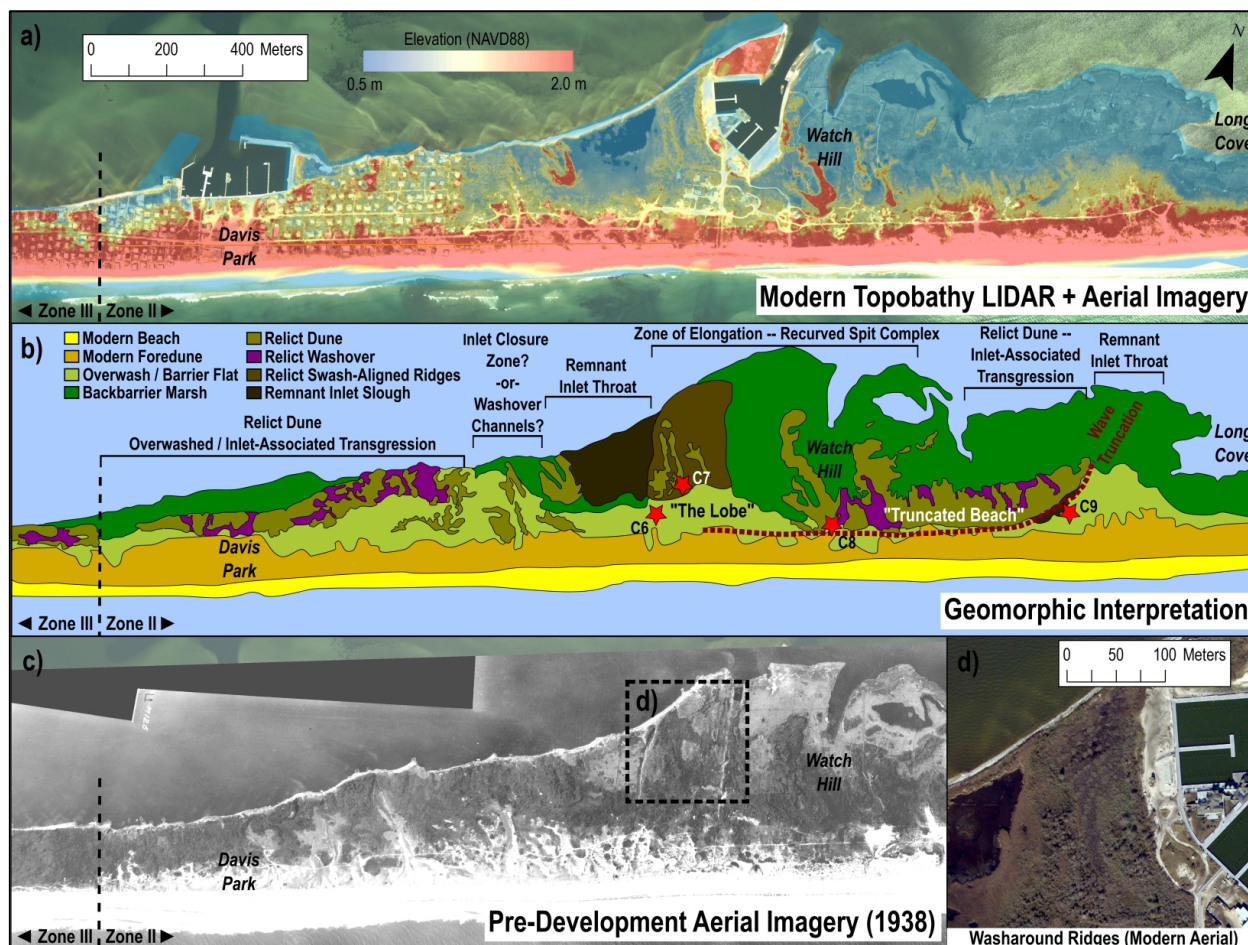 a)
0 200 400 Meters
Elevation (NAVD88)
0.5 m 2.0 m
N
Long
Cove
Watch
Hill
Davis
Park
◄ Zone III Zone II ►
Modern Topobathy LIDAR + Aerial Imagery
b)
Modern Beach
Modern Foredune
Overwash / Barrier Flat
Backbarrier Marsh
Relict Dune
Relict Washover
Relict Swash-Aligned Ridges
Remnant Inlet Slough
Relict Dune
Overwashed / Inlet-Associated Transgression
Inlet Closure
Zone?
-or-
Washover
Channels?
Remnant
Inlet Throat
Zone of Elongation -- Recurved Spit Complex
Relict Dune --
Inlet-Associated
Transgression
Remnant
Inlet Throat
Wave
Truncation
Long
Cove
Watch
Hill
C7
"The Lobe"
C6
"Truncated Beach"
C8
C9
Davis
Park
◄ Zone III Zone II ►
Geomorphic Interpretation
c)
d)
Watch
Hill
Davis
Park
◄ Zone III Zone II ►
Pre-Development Aerial Imagery (1938)
d)
0 50 100
Meters
Washaround Ridges (Modern Aerial)